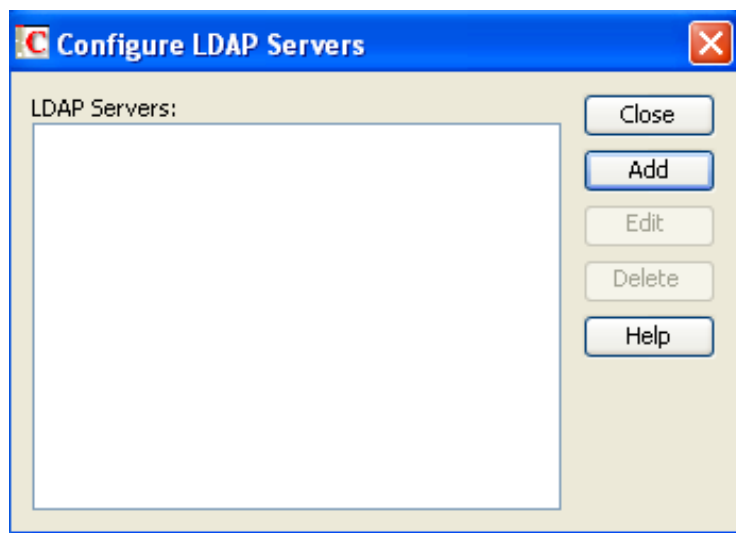 C Configure LDAP Servers
LDAP Servers:
Close
Add
Edit
Delete
Help